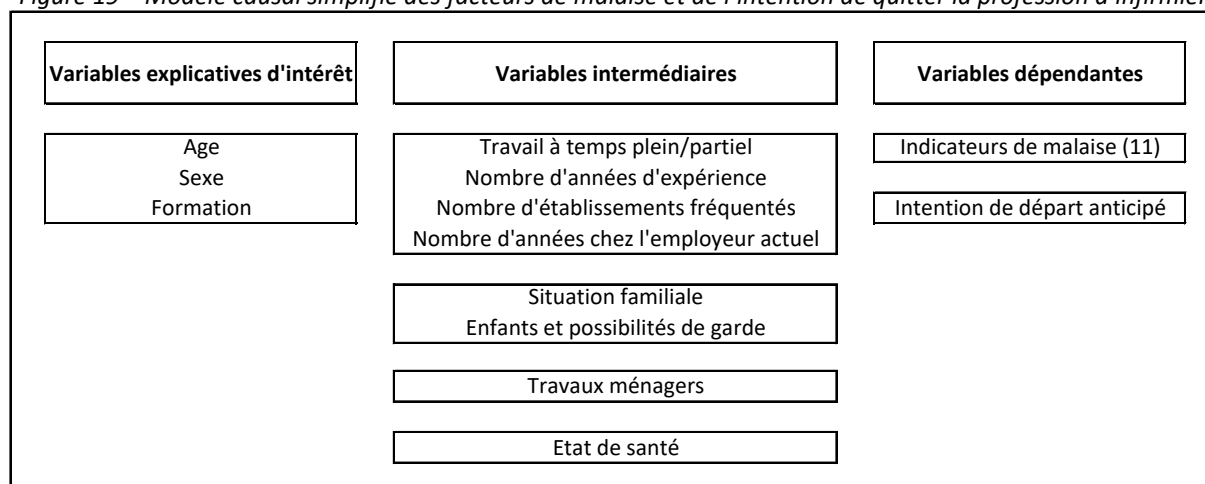 Figure 15 – Modèle causal simplifié des facteurs de malaise et de l'intention de quitter la profession d'infirmier
Variables explicatives d'intérêt
Variables intermédiaires
Variables dépendantes
Age
Sexe
Formation
Travail à temps plein/partiel
Nombre d'années d'expérience
Nombre d'établissements fréquentés
Nombre d'années chez l'employeur actuel
Situation familiale
Enfants et possibilités de garde
Travaux ménagers
Etat de santé
Indicateurs de malaise (11)
Intention de départ anticipé